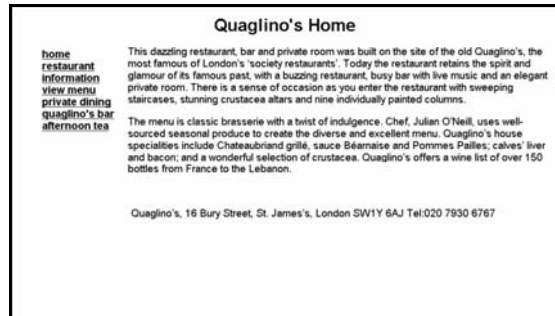 Quaglino's Home
home
restaurant
information
view menu
private dining
quaglino's bar
afternoon tea
This dazzling restaurant, bar and private room was built on the site of the old Quaglino's, the
most famous of London's 'society restaurants'. Today the restaurant retains the spirit and
glamour of its famous past, with a buzzing restaurant, busy bar with live music and an elegant
private room. There is a sense of occasion as you enter the restaurant with sweeping
staircases, stunning crustacea altars and nine individually painted columns.
The menu is classic brasserie with a twist of indulgence. Chef, Julian O'Neill, uses well-
sourced seasonal produce to create the diverse and excellent menu. Quaglino's house
specialities include Chateaubriand grillé, sauce Béarnaise and Pommes Pailles; calves' liver
and bacon; and a wonderful selection of crustacea. Quaglino's offers a wine list of over 150
bottles from France to the Lebanon.
Quaglino's, 16 Bury Street, St. James's, London SW1Y 6AJ Tel:020 7930 6767